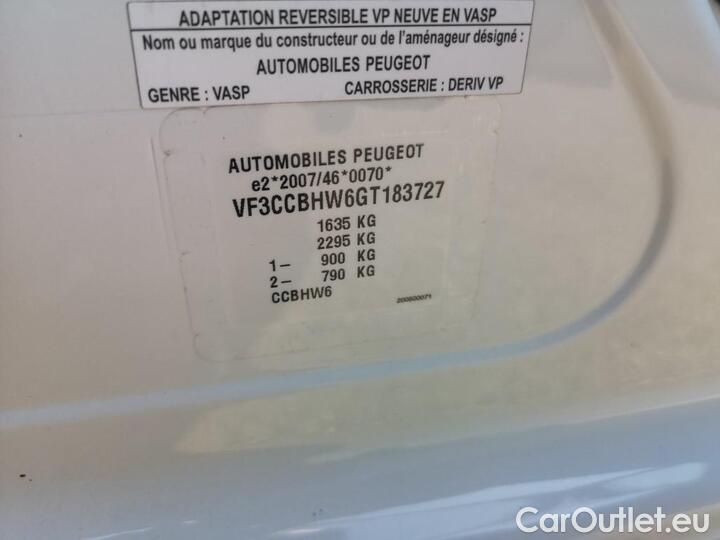 ADAPTATION REVERSIBLE VP NEUVE EN VASP
Nom ou marque du constructeur ou de l'aménageur désigné :
AUTOMOBILES PEUGEOT
GENRE : VASP CARROSSERIE : DERIV VP
AUTOMOBILES PEUGEOT
e2*2007/46*0070*
VF3CCBHW6GT183727
1635 KG
2295 KG
1- 900 KG
2- 790 KG
CCBHW6
CarOutlet.eu